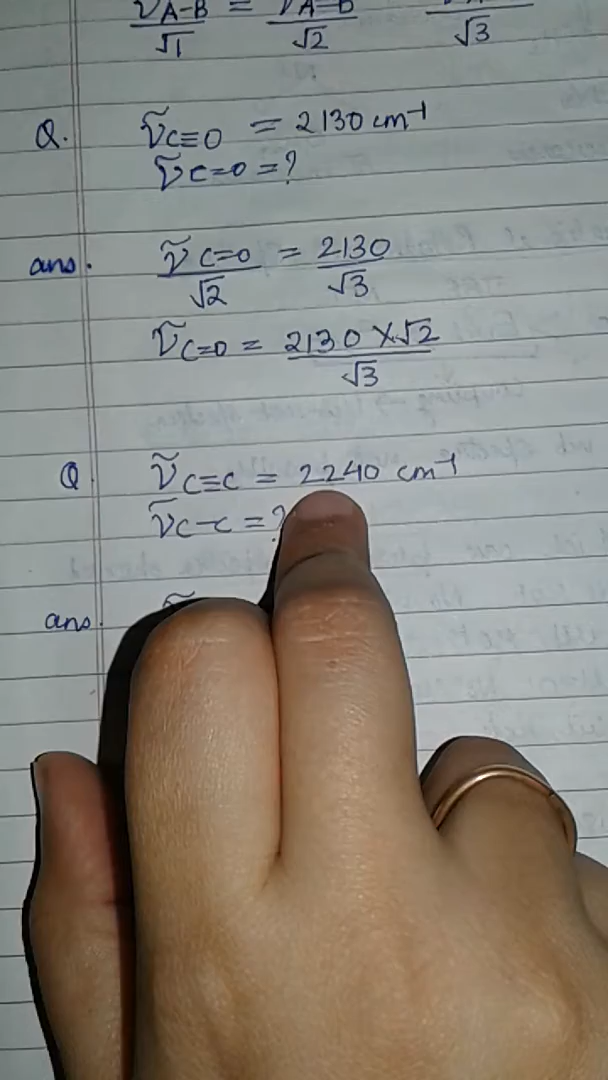 ν̃A-B/√1 = ν̃A=B/√2 /√3
Q. ν̃C≡O = 2130 cm⁻¹
ν̃C=O = ?
ans. ν̃C=O/√2 = 2130/√3
ν̃C=O = 2130 X √2/√3
Q ν̃C≡C = 2240 cm⁻¹
ν̃C-C = ?
ans.